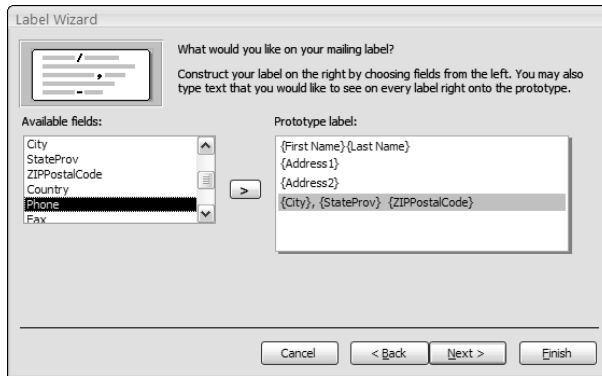 Label Wizard
What would you like on your mailing label?
Construct your label on the right by choosing fields from the left. You may also
type text that you would like to see on every label right onto the prototype.
Available fields:
City
StateProv
ZIPPostalCode
Country
Phone
Fax
>
Prototype label:
{First Name}{Last Name}
{Address1}
{Address2}
{City}, {StateProv}  {ZIPPostalCode}
Cancel
< Back
Next >
Finish